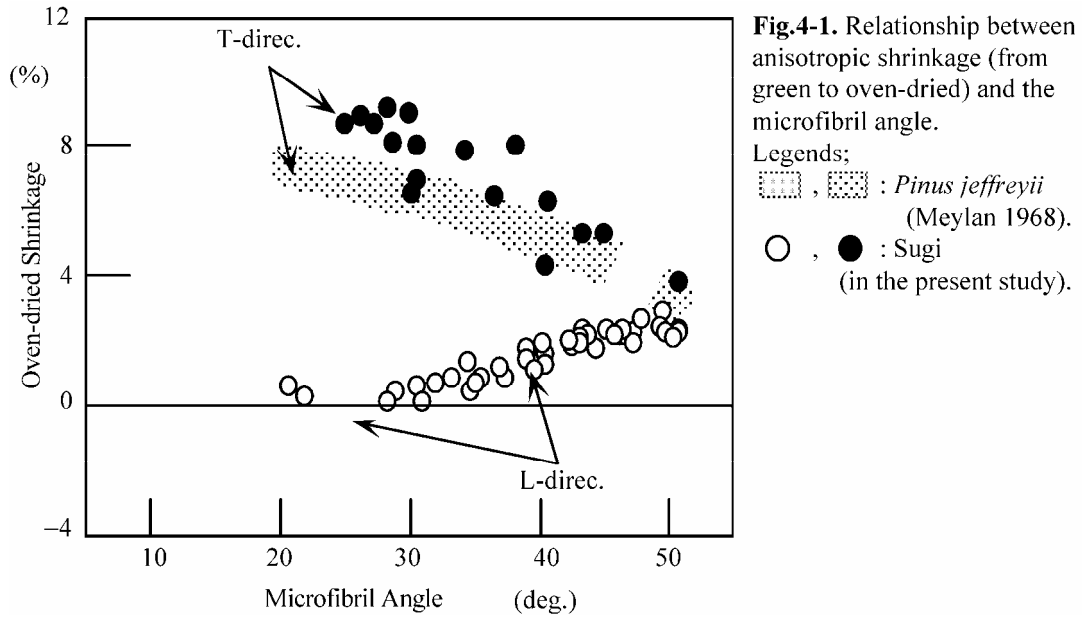 12
T-direc.
(%)
8
Oven-dried Shrinkage
4
0
L-direc.
−4
10 20 30 40 50
Microfibril Angle (deg.)
Fig.4-1. Relationship between
anisotropic shrinkage (from
green to oven-dried) and the
microfibril angle.
Legends;
, : Pinus jeffreyii
(Meylan 1968).
, : Sugi
(in the present study).